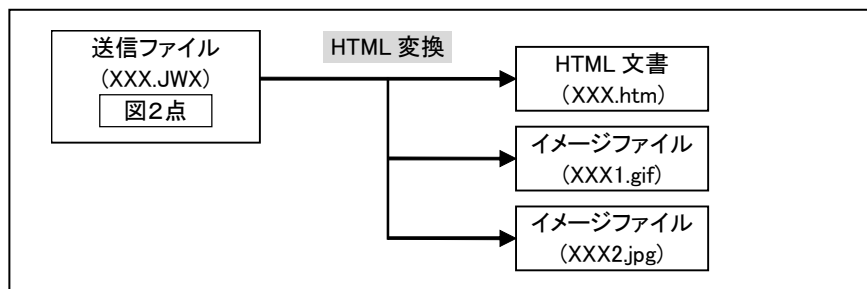 送信ファイル
(XXX.JWX)
図2点
HTML 変換
HTML 文書
(XXX.htm)
イメージファイル
(XXX1.gif)
イメージファイル
(XXX2.jpg)